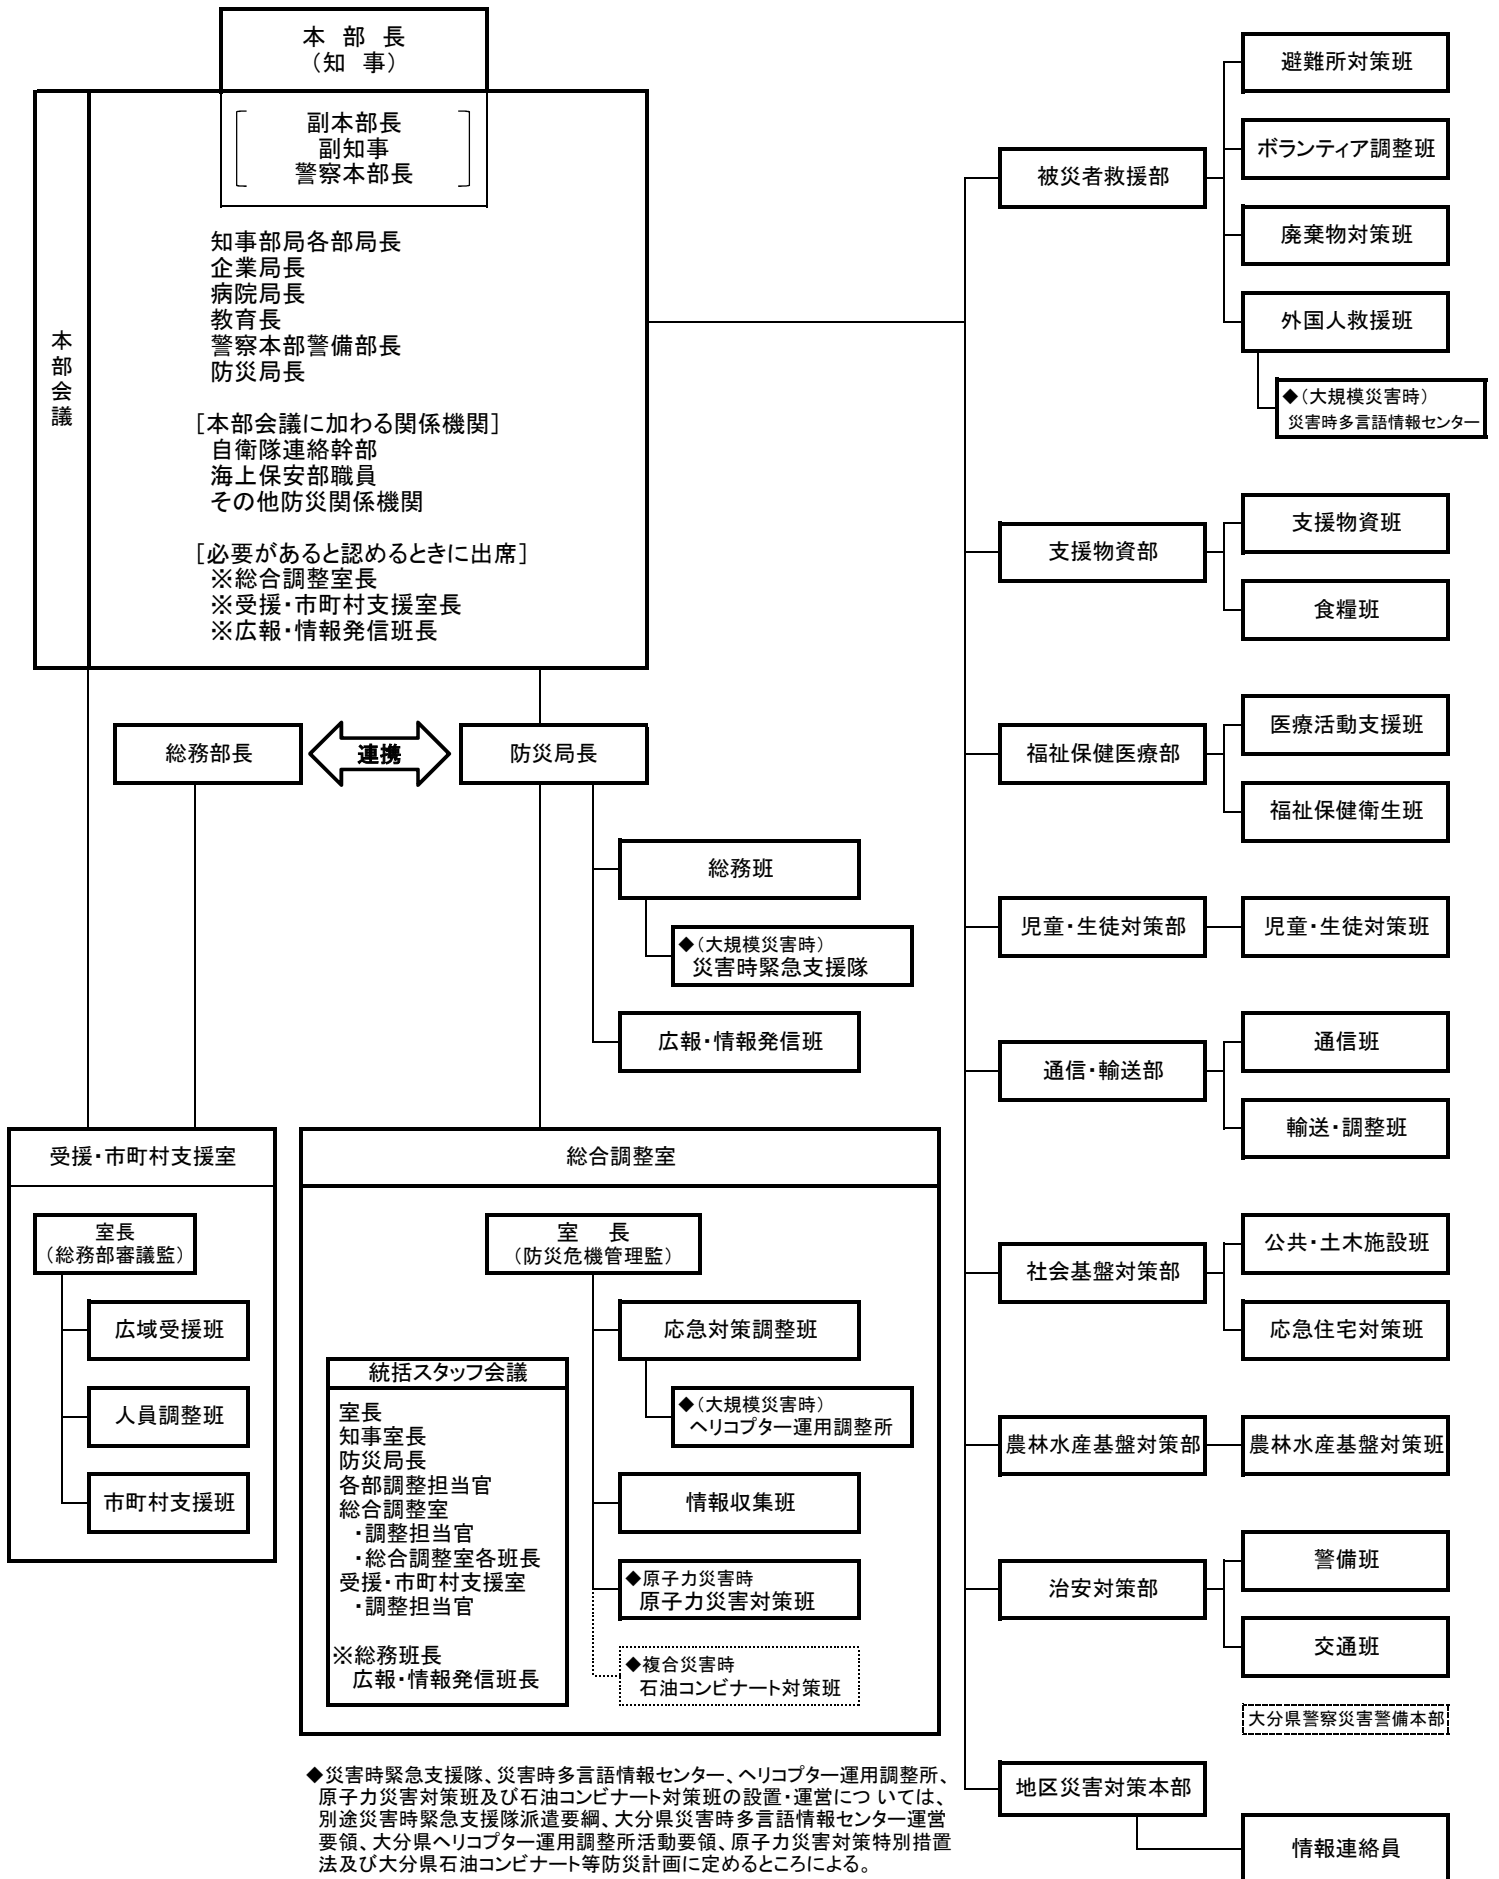 本 部 長
（知 事）
副本部長
副知事
警察本部長
本部会議
知事部局各部局長
企業局長
病院局長
教育長
警察本部警備部長
防災局長
［本部会議に加わる関係機関］
自衛隊連絡幹部
海上保安部職員
その他防災関係機関
［必要があると認めるときに出席］
※総合調整室長
※受援・市町村支援室長
※広報・情報発信班長
総務部長
連携
防災局長
総務班
◆（大規模災害時）
災害時緊急支援隊
広報・情報発信班
受援・市町村支援室
室長
（総務部審議監）
広域受援班
人員調整班
市町村支援班
総合調整室
室 長
（防災危機管理監）
統括スタッフ会議
室長
知事室長
防災局長
各部調整担当官
総合調整室
・調整担当官
・総合調整室各班長
受援・市町村支援室
・調整担当官
※総務班長
広報・情報発信班長
応急対策調整班
◆（大規模災害時）
ヘリコプター運用調整所
情報収集班
◆原子力災害時
原子力災害対策班
◆複合災害時
石油コンビナート対策班
◆災害時緊急支援隊、災害時多言語情報センター、ヘリコプター運用調整所、
原子力災害対策班及び石油コンビナート対策班の設置・運営につ いては、
別途災害時緊急支援隊派遣要綱、大分県災害時多言語情報センター運営
要領、大分県ヘリコプター運用調整所活動要領、原子力災害対策特別措置
法及び大分県石油コンビナート等防災計画に定めるところによる。
被災者救援部
避難所対策班
ボランティア調整班
廃棄物対策班
外国人救援班
◆（大規模災害時）
災害時多言語情報センター
支援物資部
支援物資班
食糧班
福祉保健医療部
医療活動支援班
福祉保健衛生班
児童・生徒対策部
児童・生徒対策班
通信・輸送部
通信班
輸送・調整班
社会基盤対策部
公共・土木施設班
応急住宅対策班
農林水産基盤対策部
農林水産基盤対策班
治安対策部
警備班
交通班
大分県警察災害警備本部
地区災害対策本部
情報連絡員